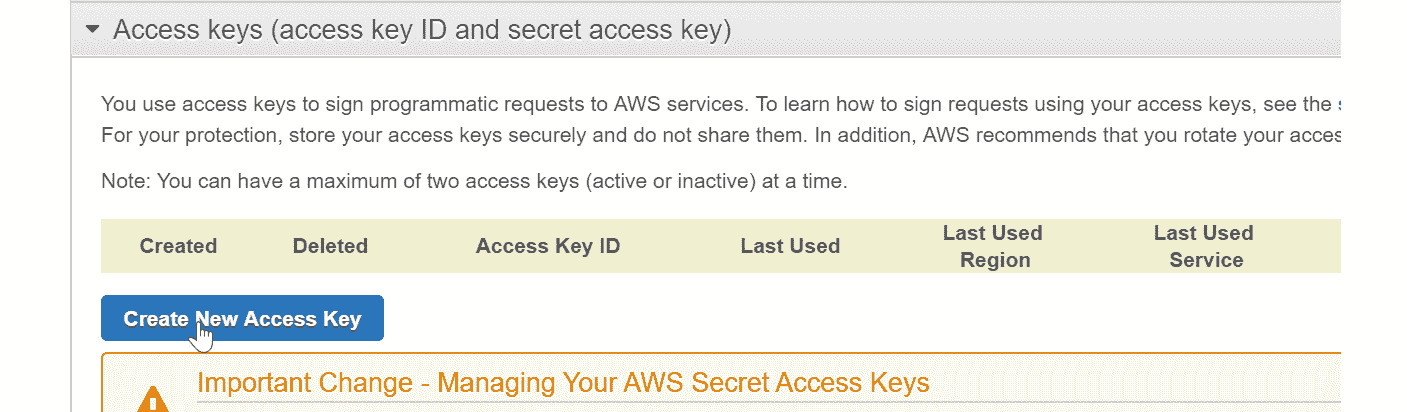 Access keys (access key ID and secret access key)
You use access keys to sign programmatic requests to AWS services. To learn how to sign requests using your access keys, see the
For your protection, store your access keys securely and do not share them. In addition, AWS recommends that you rotate your acces
Note: You can have a maximum of two access keys (active or inactive) at a time.
Created Deleted Access Key ID Last Used Last Used Region Last Used Service
Create New Access Key
Important Change - Managing Your AWS Secret Access Keys